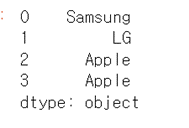 : 0    Samsung
1         LG
2      Apple
3      Apple
dtype: object